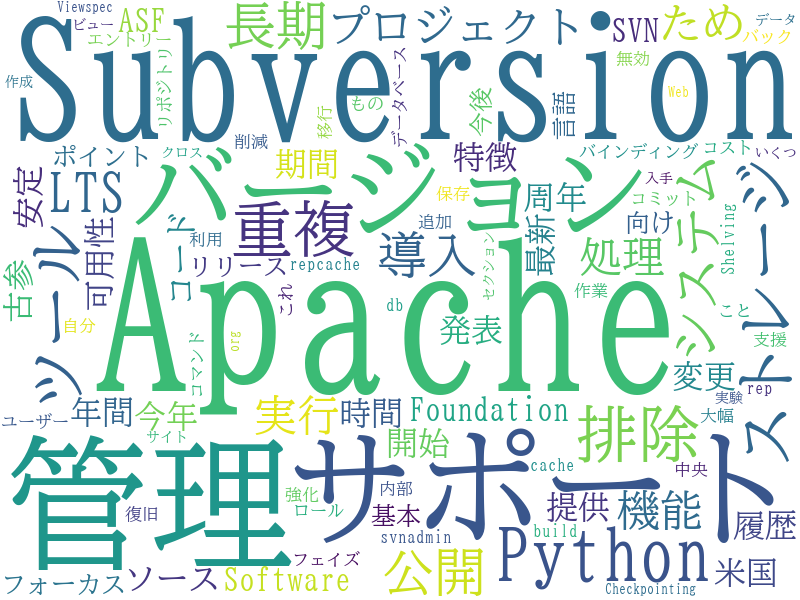 Viewspec
ビュー
ASF
長期
プロジェクト
SVN
ため
データ
バック
エントリー
リポジトリ
Subversion
無効
作成
もの
データベース
今後
言語
Web
移行
削減
ポイント
クロス
期間
特徴
バインディング
コスト
いくつ
安定
LTS
バージョン
保存
入手
周年
コミット
システム
ストレージ
重複
追加
向け
Shelving
可用性
コード
利用
導入
最新
処理
古参
ツール
リリース
repcache
セクション
作業
これ
db
こと
自分
Apache
発表
支援
org
コマンド
変更
rep
実験
ユーザー
年間
今年
実行
時間
Foundation
排除
大幅
サイト
開始
管理
サポート
cache
中央
強化
内部
提供
機能
復旧
ロール
基本
履歴
svnadmin
build
Python
フォーカス
ソース
フェイズ
Software
公開
米国
Checkpointing